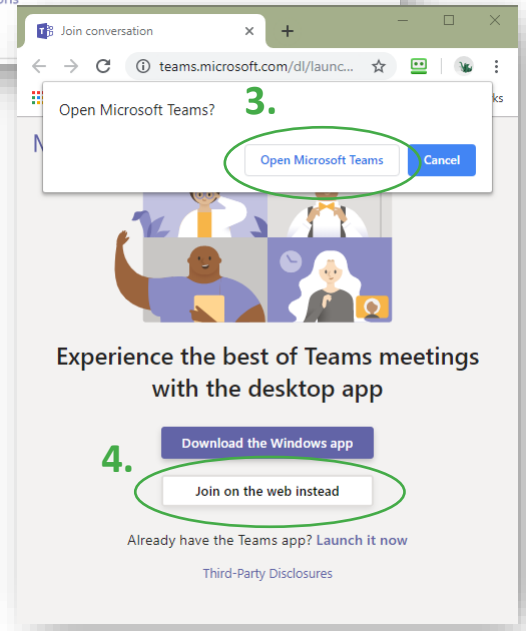 ons
Join conversation
teams.microsoft.com/dl/launc...
ks
Open Microsoft Teams?
3.
M
Open Microsoft Teams
Cancel
Experience the best of Teams meetings
with the desktop app
Download the Windows app
4.
Join on the web instead
Already have the Teams app? Launch it now
Third-Party Disclosures